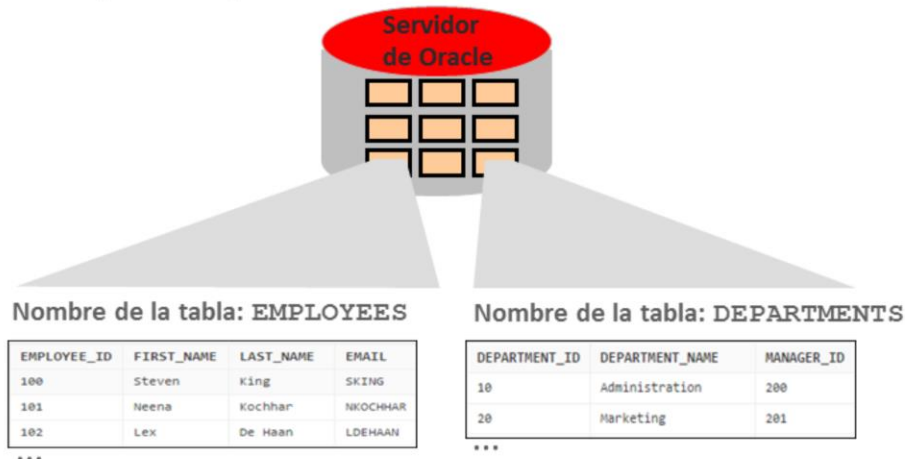 Servidor
de Oracle
Nombre de la tabla: EMPLOYEES
EMPLOYEE_ID FIRST_NAME LAST_NAME EMAIL
100 Steven King SKING
101 Neena Kochhar NKOCHHAR
102 Lex De Haan LDEHAAN
...
Nombre de la tabla: DEPARTMENTS
DEPARTMENT_ID DEPARTMENT_NAME MANAGER_ID
10 Administration 200
20 Marketing 201
...